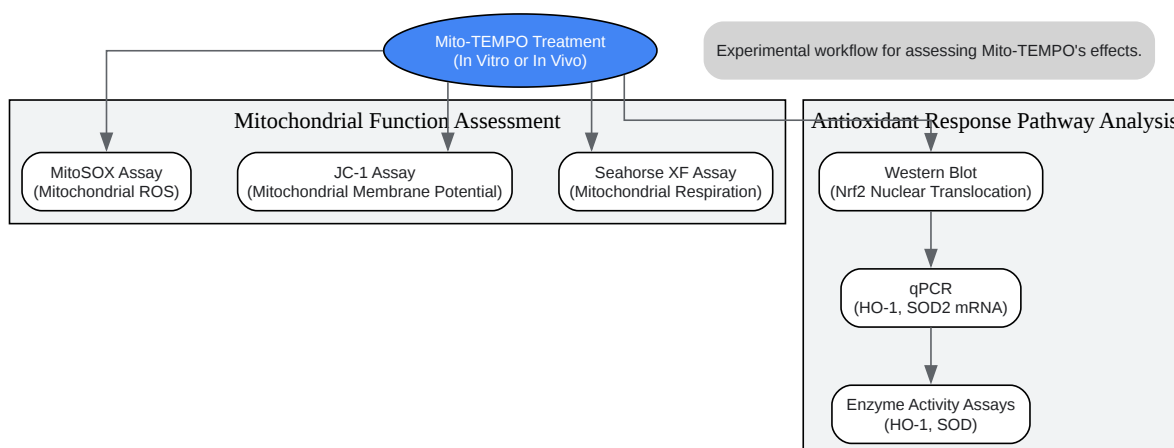 Mito-TEMPO Treatment
(In Vitro or In Vivo)
Experimental workflow for assessing Mito-TEMPO's effects.
Mitochondrial Function Assessment
MitoSOX Assay
(Mitochondrial ROS)
JC-1 Assay
(Mitochondrial Membrane Potential)
Seahorse XF Assay
(Mitochondrial Respiration)
Antioxidant Response Pathway Analysis
Western Blot
(Nrf2 Nuclear Translocation)
qPCR
(HO-1, SOD2 mRNA)
Enzyme Activity Assays
(HO-1, SOD)